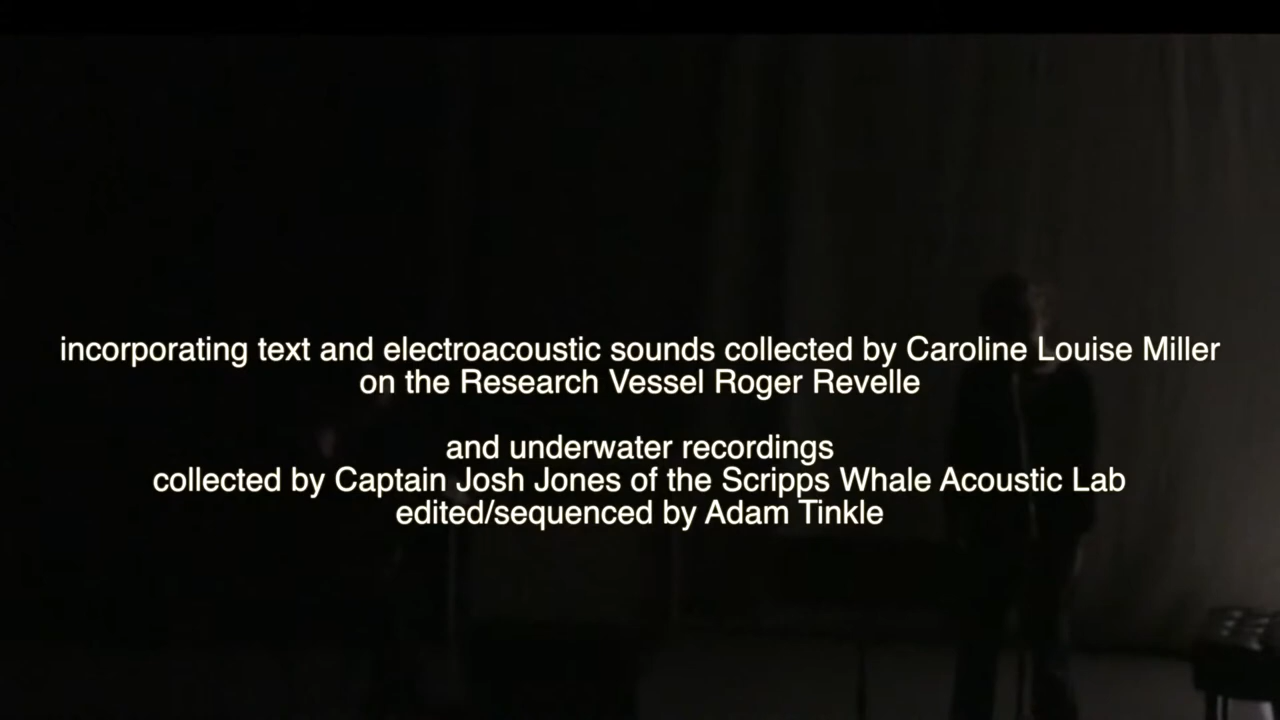 incorporating text and electroacoustic sounds collected by Caroline Louise Miller
on the Research Vessel Roger Revelle
and underwater recordings
collected by Captain Josh Jones of the Scripps Whale Acoustic Lab
edited/sequenced by Adam Tinkle